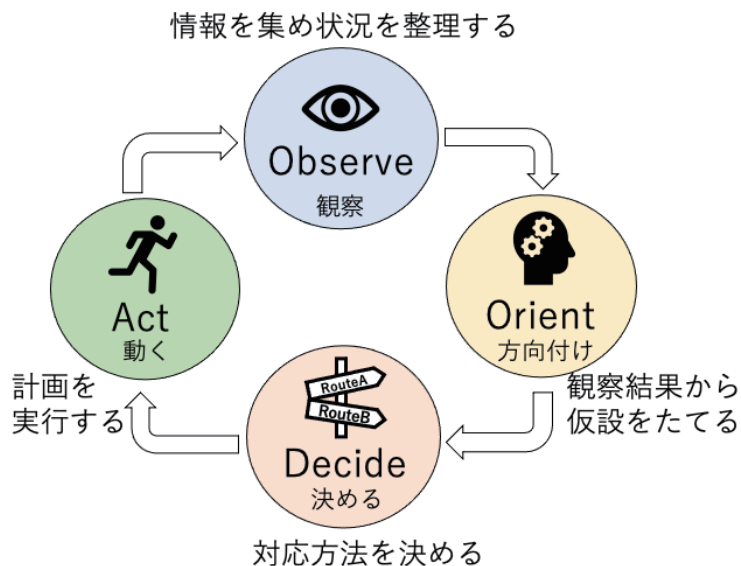 情報を集め状況を整理する
Observe
観察
Orient
方向付け
観察結果から
仮設をたてる
RouteA
RouteB
Decide
決める
対応方法を決める
Act
動く
計画を
実行する